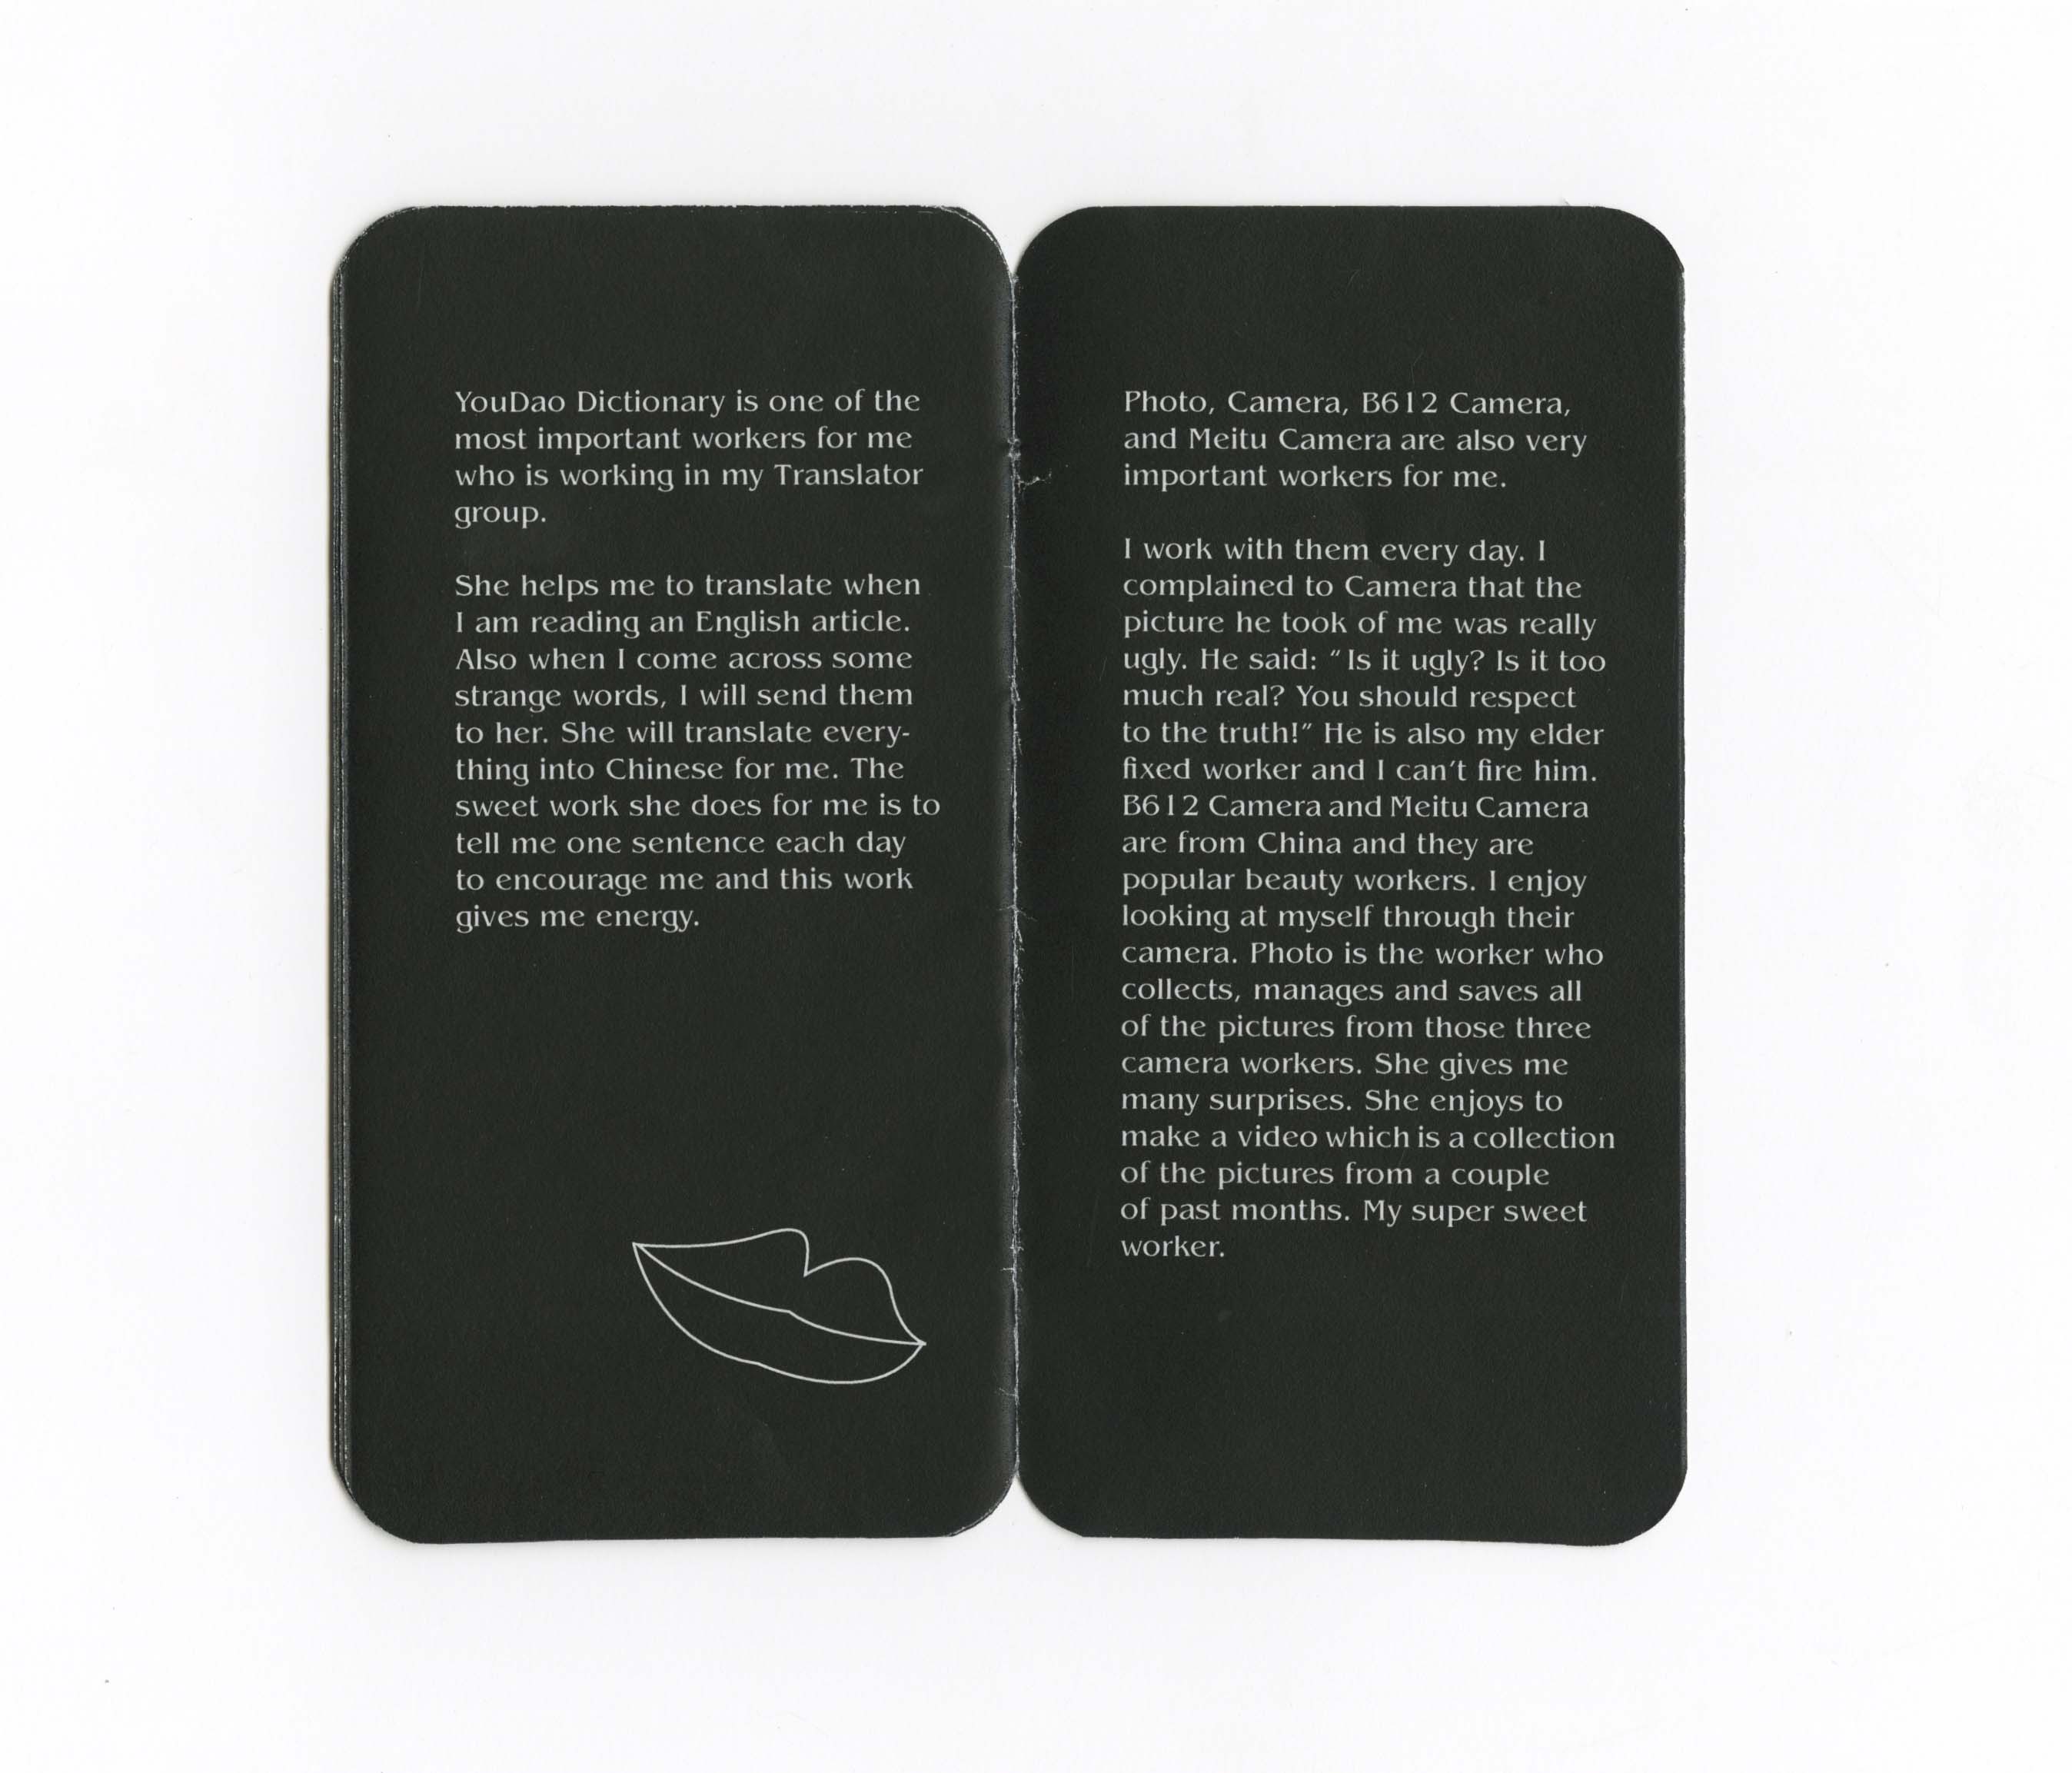 YouDao Dictionary is one of the
most important workers for me
who is working in my Translator
group.
She helps me to translate when
I am reading an English article.
Also when I come across some
strange words, I will send them
to her. She will translate every-
thing into Chinese for me. The
sweet work she does for me is to
tell me one sentence each day
to encourage me and this work
gives me energy.
Photo, Camera, B612 Camera,
and Meitu Camera are also very
important workers for me.
I work with them every day. I
complained to Camera that the
picture he took of me was really
ugly. He said: “Is it ugly? Is it too
much real? You should respect
to the truth!” He is also my elder
fixed worker and I can’t fire him.
B612 Camera and Meitu Camera
are from China and they are
popular beauty workers. I enjoy
looking at myself through their
camera. Photo is the worker who
collects, manages and saves all
of the pictures from those three
camera workers. She gives me
many surprises. She enjoys to
make a video which is a collection
of the pictures from a couple
of past months. My super sweet
worker.